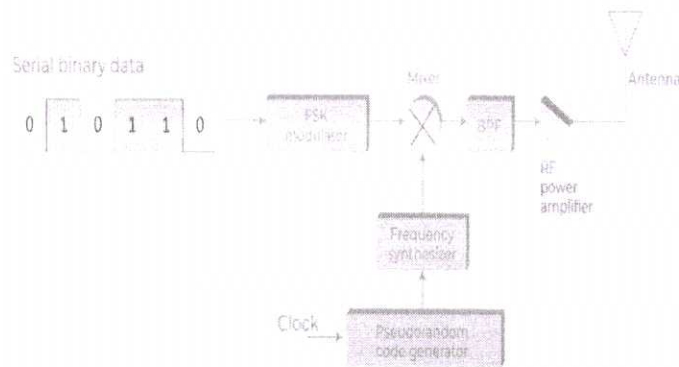 Serial binary data
0 1 0 1 1 0
FSK
modulator
Mixer
BPF
RF
power
amplifier
Antenna
Frequency
synthesizer
Clock
Pseudorandom
code generator